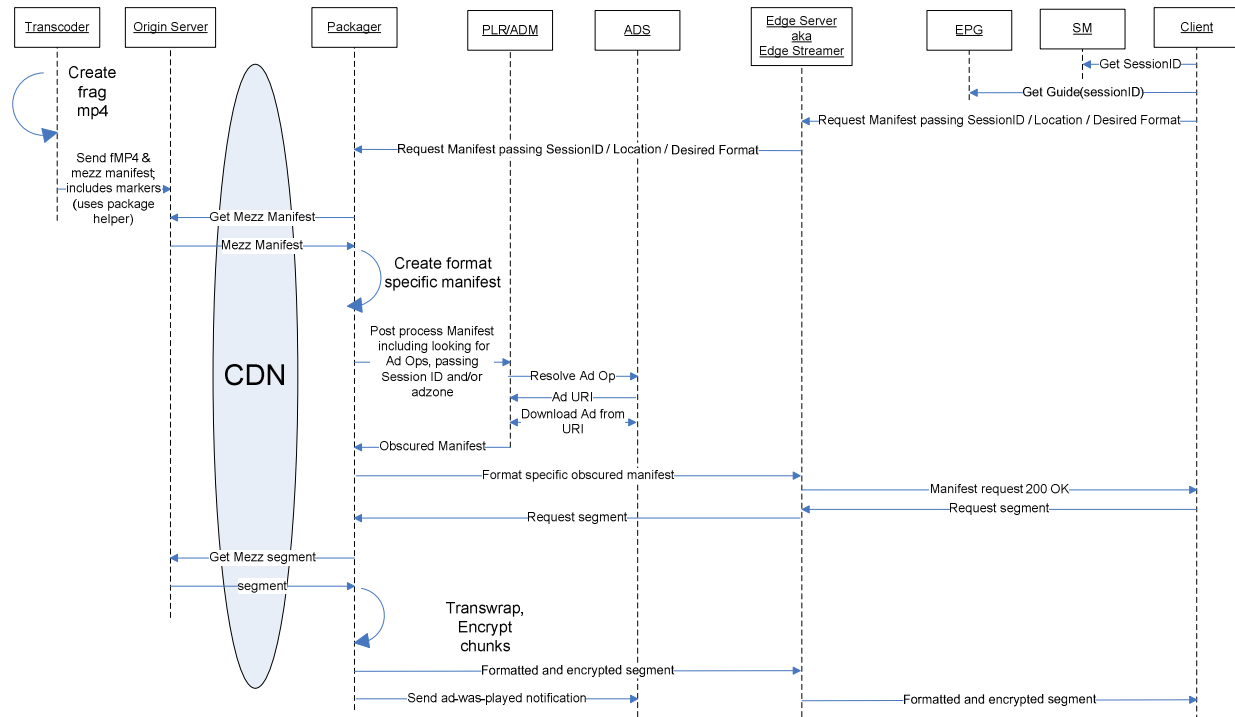 Transcoder
Origin Server
Packager
PLR/ADM
ADS
Edge Server
aka
Edge Streamer
EPG
SM
Client
Create
frag
mp4
Get SessionID
Get Guide(sessionID)
Request Manifest passing SessionID / Location / Desired Format
Request Manifest passing SessionID / Location / Desired Format
Send fMP4 &
mezz manifest;
includes markers
(uses package
helper)
Get Mezz Manifest
Mezz Manifest
Create format
specific manifest
Post process Manifest
including looking for
Ad Ops, passing
Session ID and/or
adzone
CDN
Resolve Ad Op
Ad URI
Download Ad from
URI
Obscured Manifest
Format specific obscured manifest
Manifest request 200 OK
Request segment
Request segment
Get Mezz segment
segment
Transwrap,
Encrypt
chunks
Formatted and encrypted segment
Send ad-was-played notification
Formatted and encrypted segment